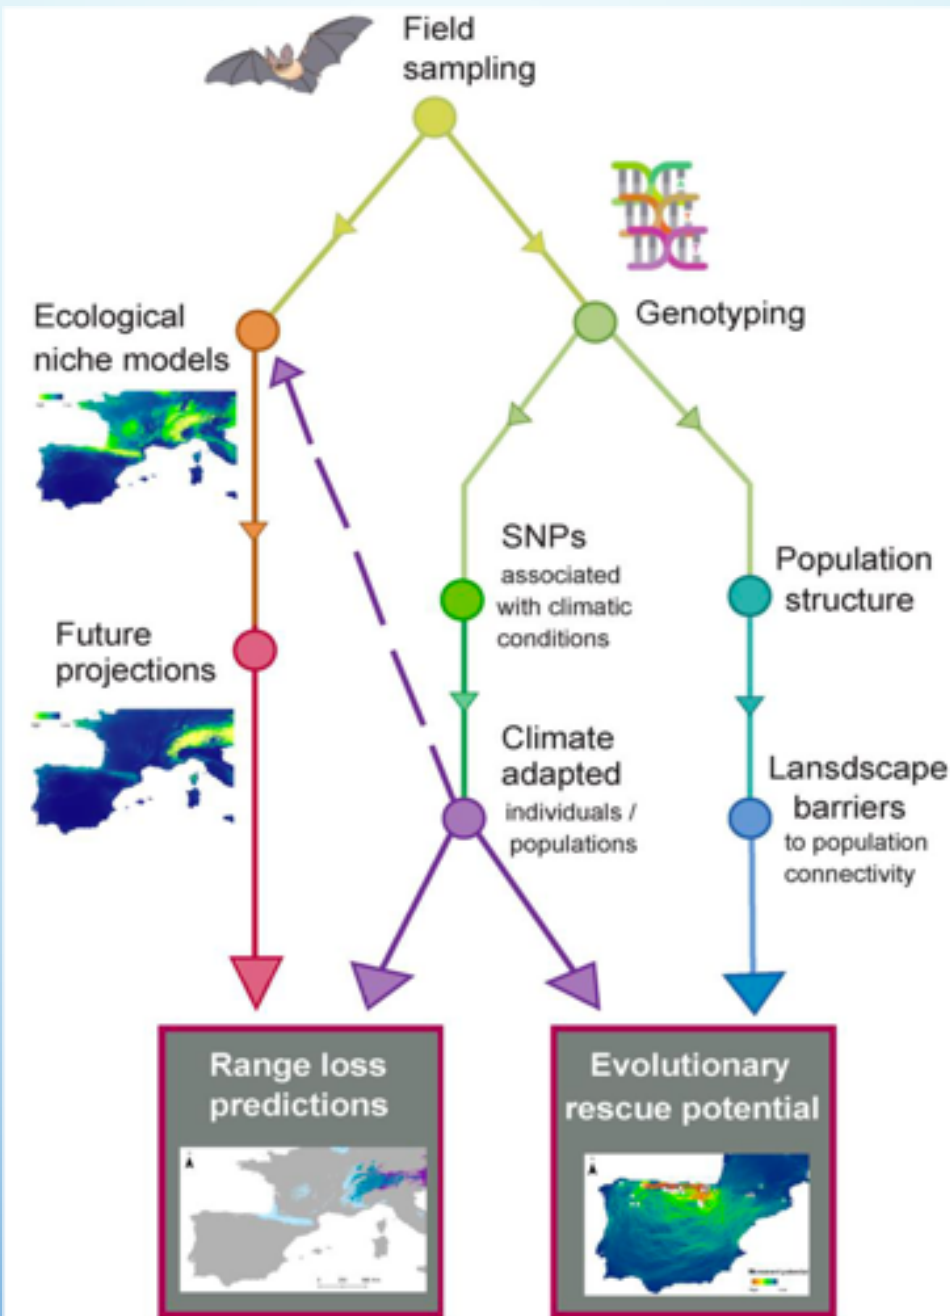 Field
sampling
Genotyping
Ecological
niche models
SNPs
associated
with climatic
conditions
Population
structure
Future
projections
Climate
adapted
individuals /
populations
Lansdscape
barriers
to population
connectivity
Range loss
predictions
Evolutionary
rescue potential